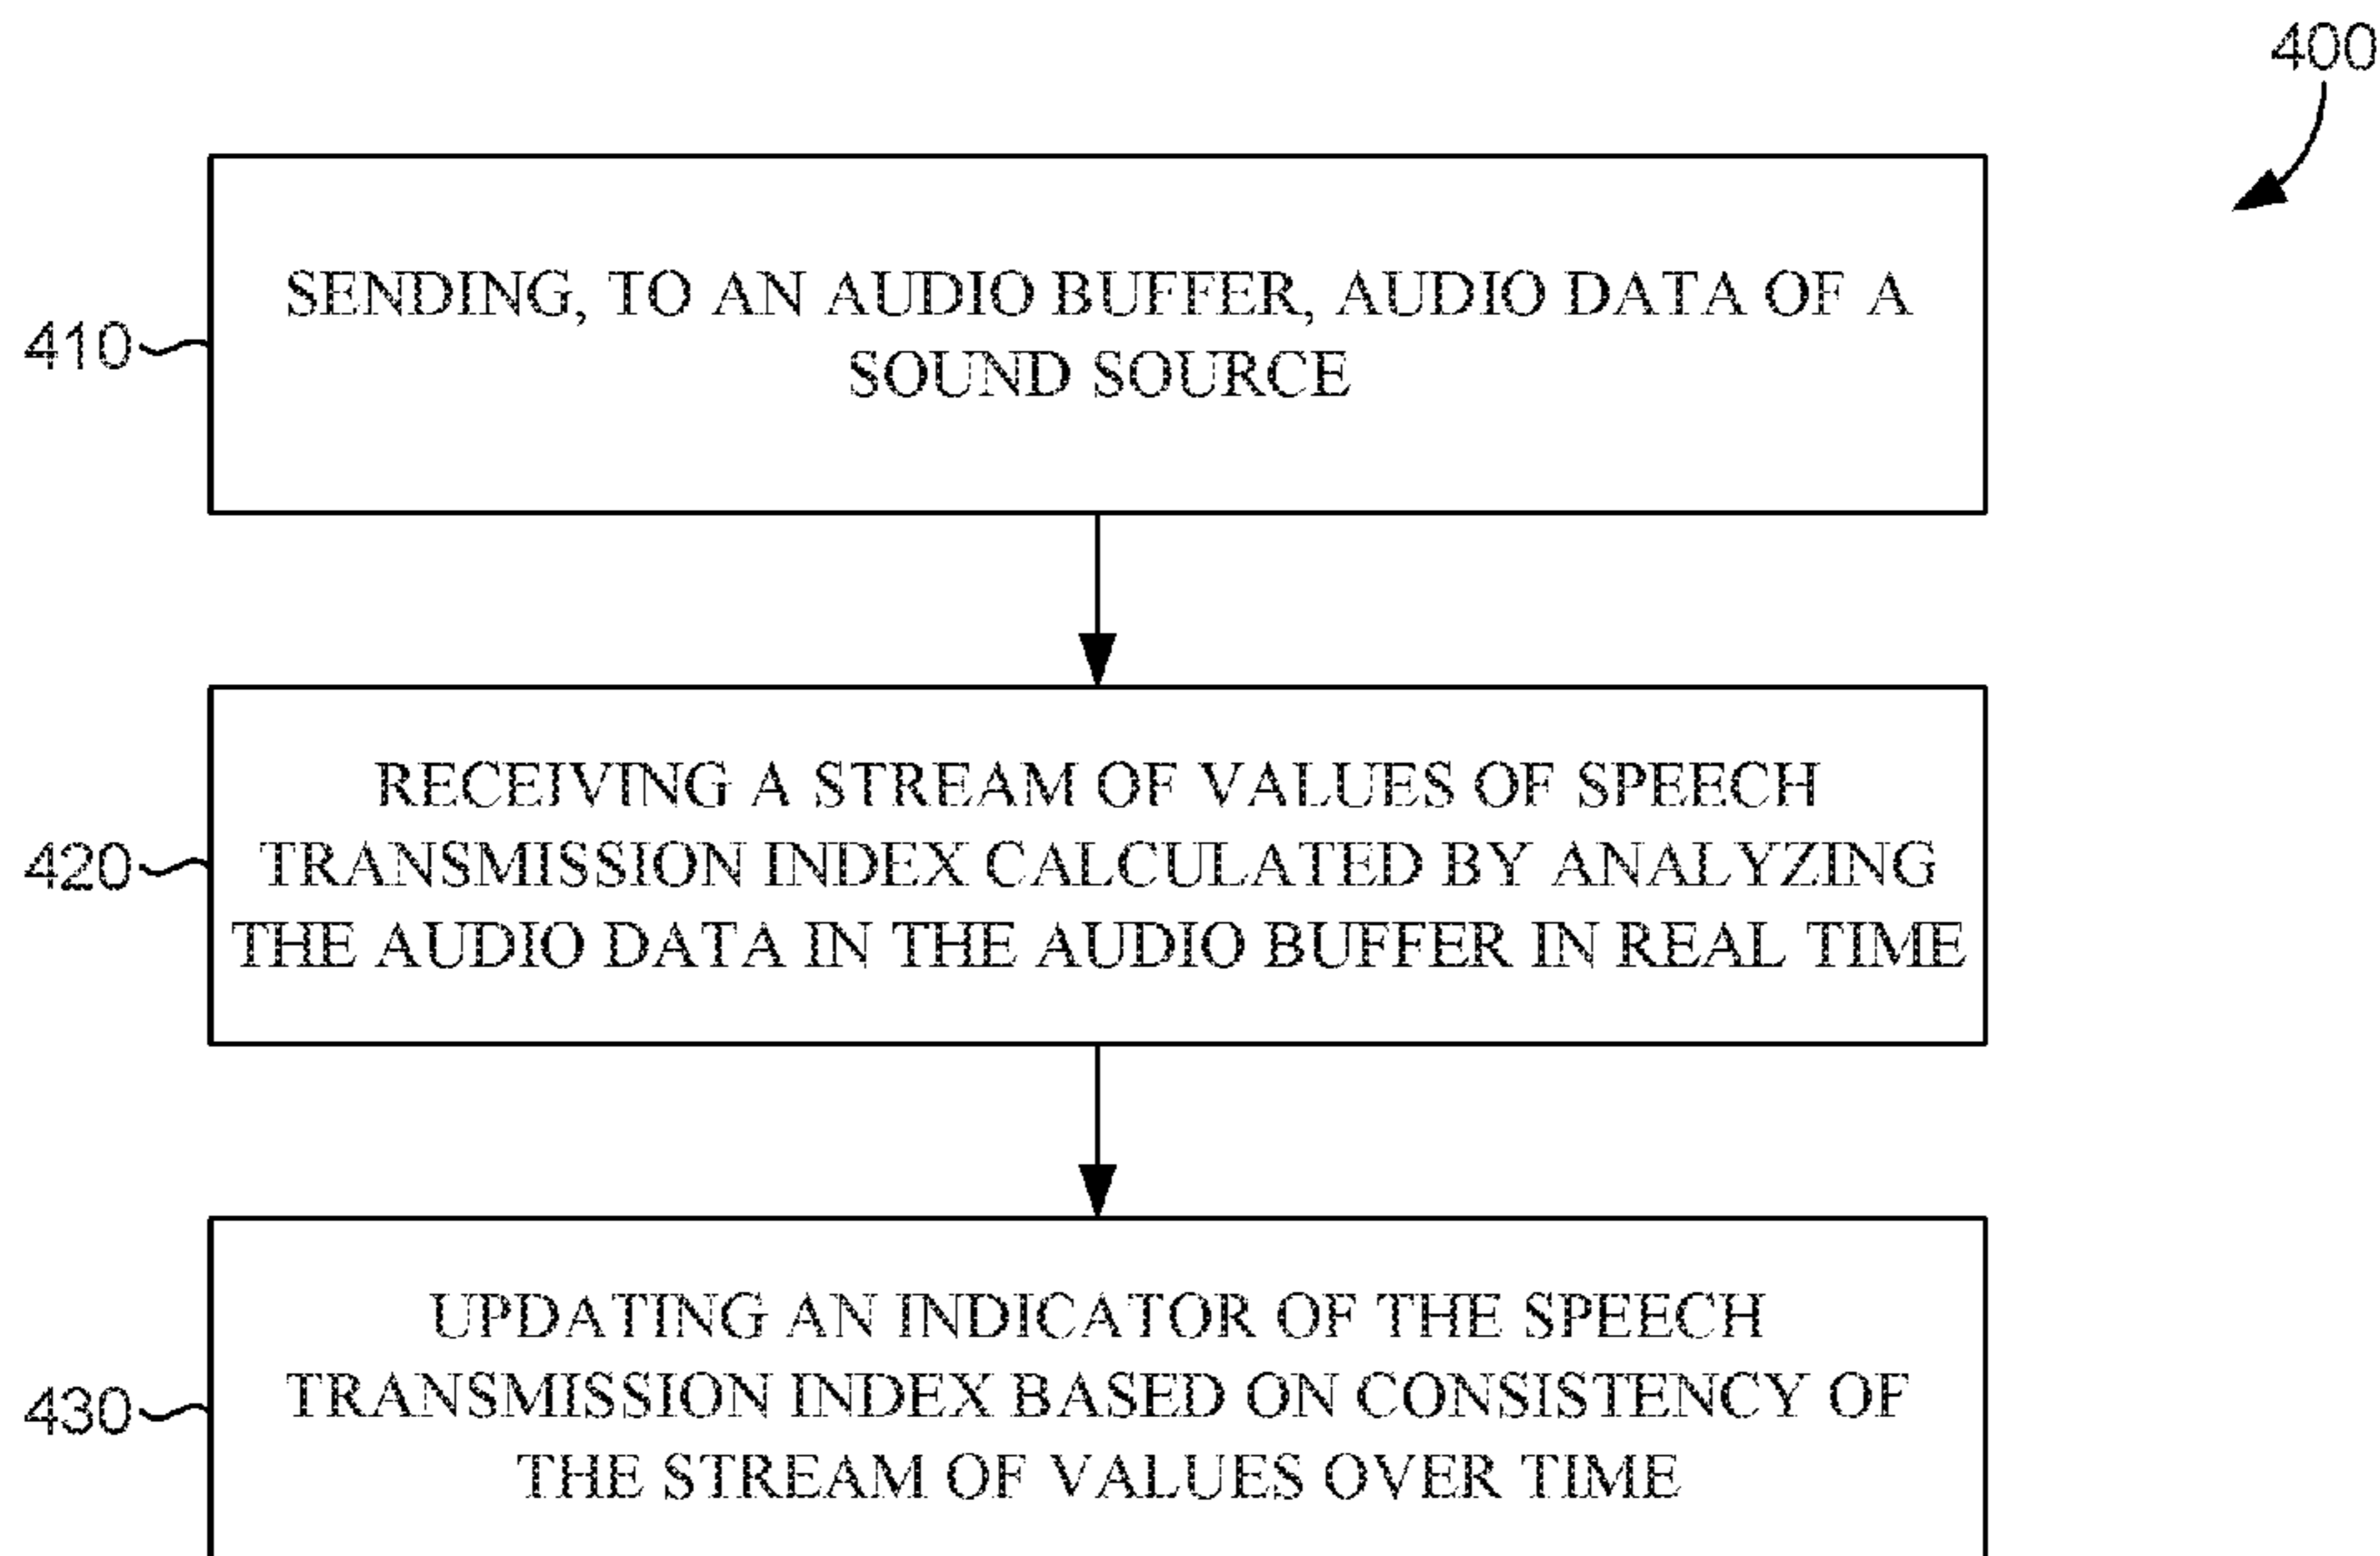 400
410
SENDING, TO AN AUDIO BUFFER, AUDIO DATA OF A
SOUND SOURCE
420
RECEIVING A STREAM OF VALUES OF SPEECH
TRANSMISSION INDEX CALCULATED BY ANALYZING
THE AUDIO DATA IN THE AUDIO BUFFER IN REAL TIME
430
UPDATING AN INDICATOR OF THE SPEECH
TRANSMISSION INDEX BASED ON CONSISTENCY OF
THE STREAM OF VALUES OVER TIME